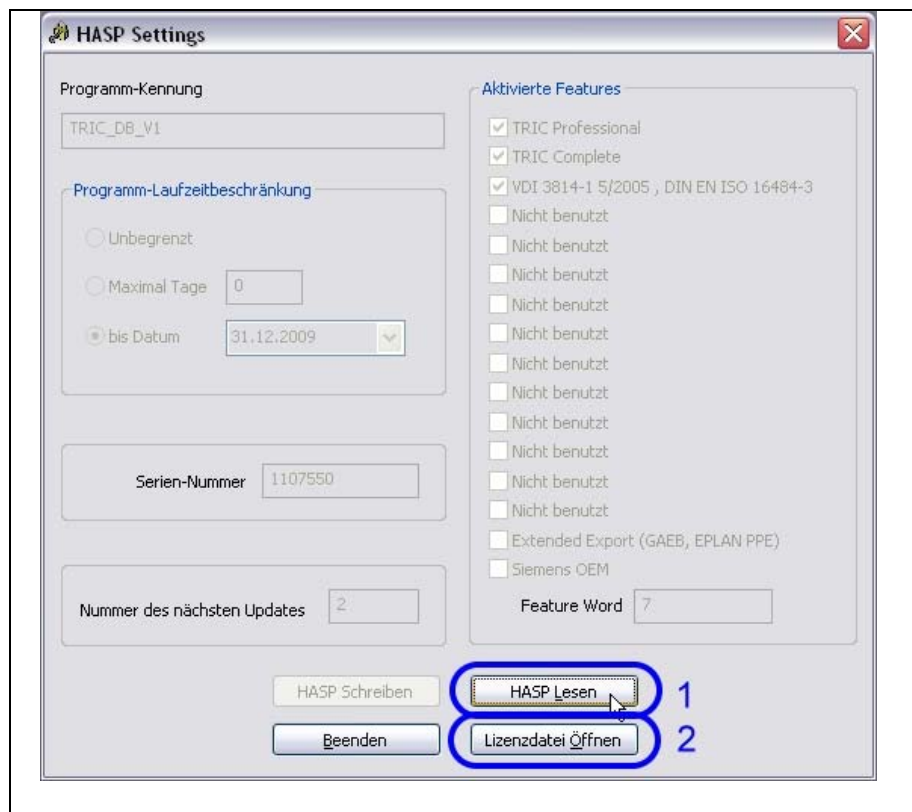 HASP Settings
Programm-Kennung
TRIC_DB_V1
Programm-Laufzeitbeschränkung
Unbegrenzt
Maximal Tage 0
bis Datum 31.12.2009
Serien-Nummer 1107550
Nummer des nächsten Updates 2
Aktivierte Features
TRIC Professional
TRIC Complete
VDI 3814-1 5/2005 , DIN EN ISO 16484-3
Nicht benutzt
Nicht benutzt
Nicht benutzt
Nicht benutzt
Nicht benutzt
Nicht benutzt
Nicht benutzt
Nicht benutzt
Nicht benutzt
Nicht benutzt
Nicht benutzt
Extended Export (GAEB, EPLAN PPE)
Siemens OEM
Feature Word 7
HASP Schreiben HASP Lesen 1
Beenden Lizenzdatei Öffnen 2